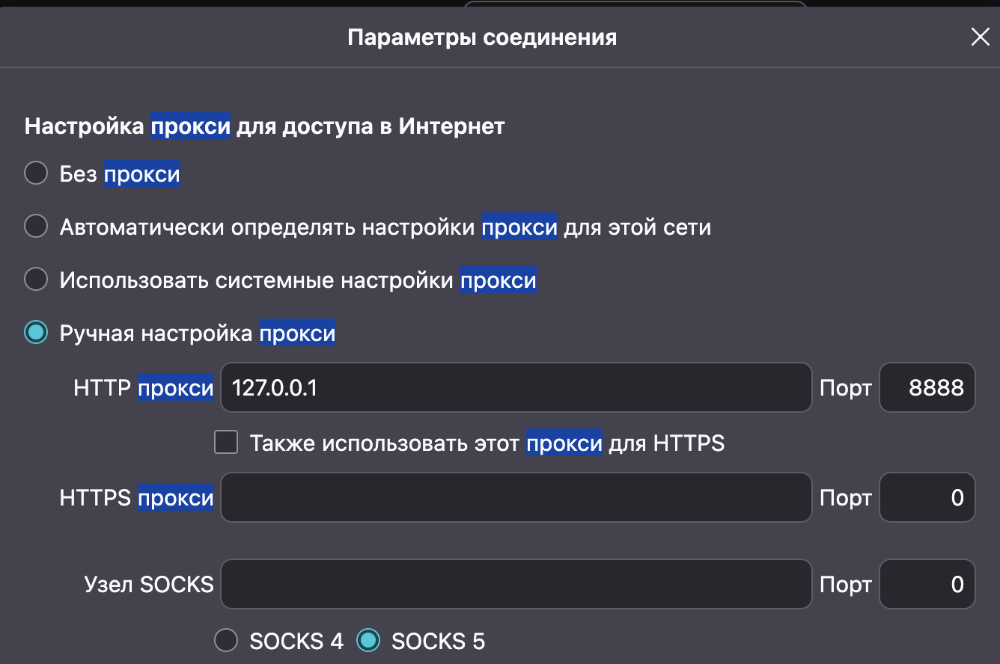 Параметры соединения
Настройка прокси для доступа в Интернет
Без прокси
Автоматически определять настройки прокси для этой сети
Использовать системные настройки прокси
Ручная настройка прокси
HTTP прокси 127.0.0.1 Порт 8888
Также использовать этот прокси для HTTPS
HTTPS прокси Порт 0
Узел SOCKS Порт 0
SOCKS 4 SOCKS 5